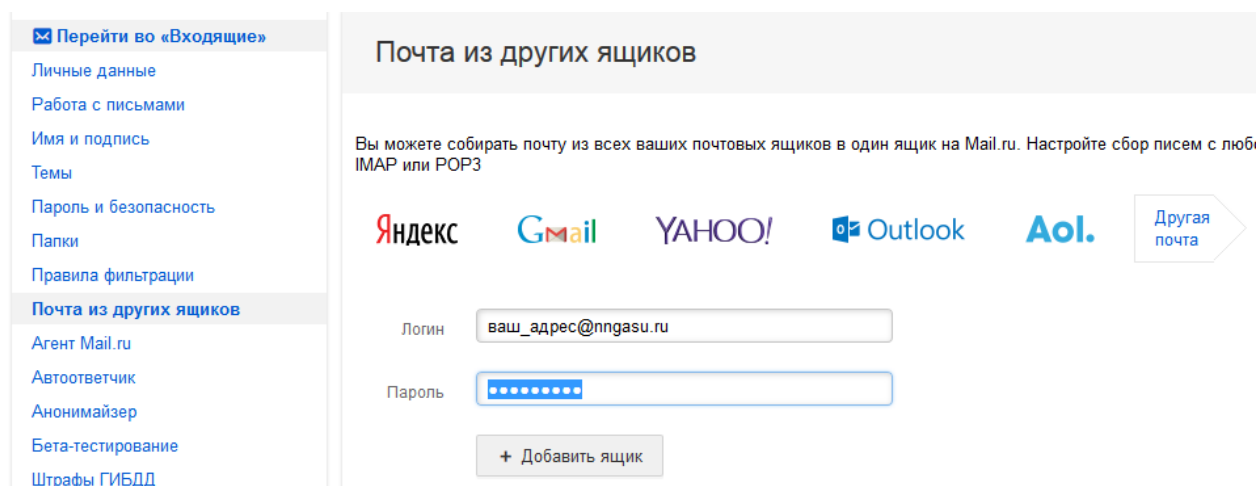 Перейти во «Входящие»
Личные данные
Работа с письмами
Имя и подпись
Темы
Пароль и безопасность
Папки
Правила фильтрации
Почта из других ящиков
Агент Mail.ru
Автоответчик
Анонимайзер
Бета-тестирование
Штрафы ГИБДД
Почта из других ящиков
Вы можете собирать почту из всех ваших почтовых ящиков в один ящик на Mail.ru. Настройте сбор писем с любо
IMAP или POP3
Яндекс Gmail YAHOO! Outlook Aol. Другая
почта
Логин ваш_адрес@nngasu.ru
Пароль
+ Добавить ящик